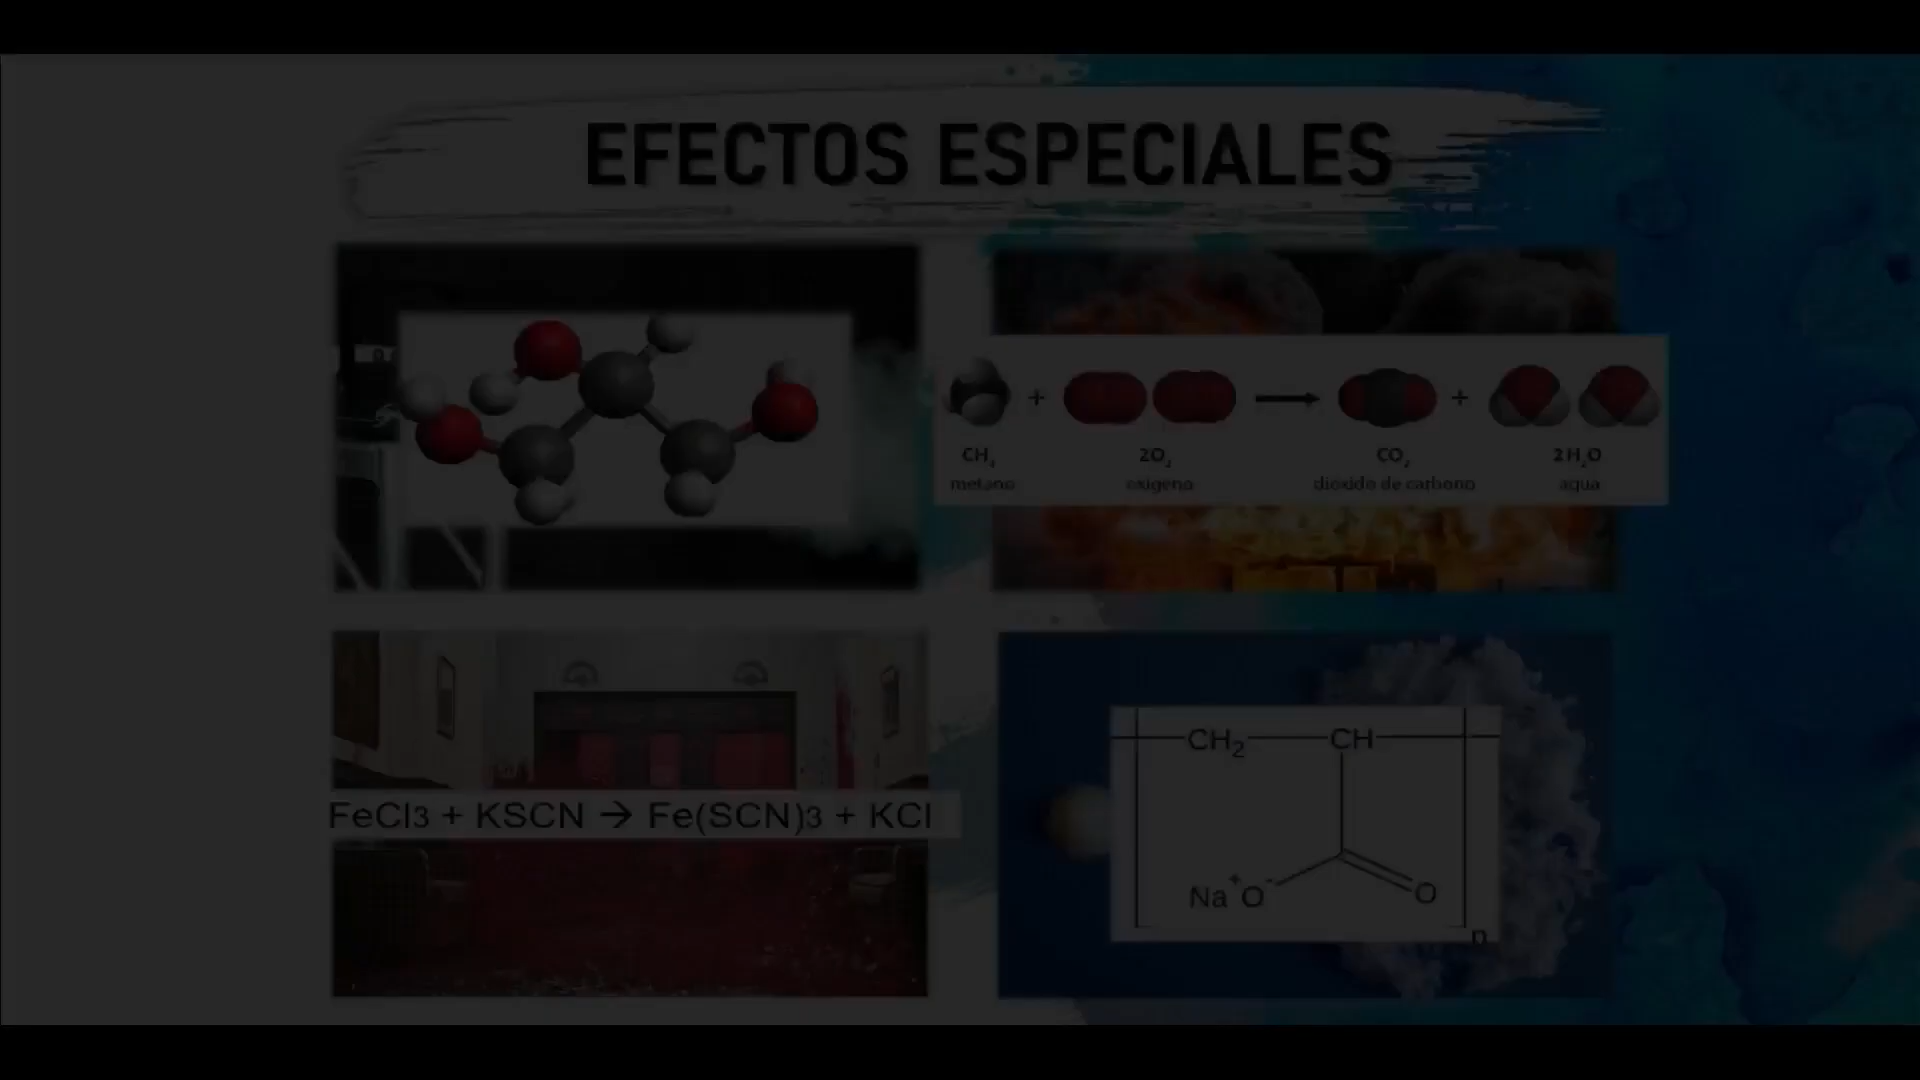 EFECTOS ESPECIALES
+ + 
CH4 2O2 CO2 2H2O
metano oxigeno dioxido de carbono aqua
FeCl3 + KSCN → Fe(SCN)3 + KCl
CH2 CH
Na+ O- O
n